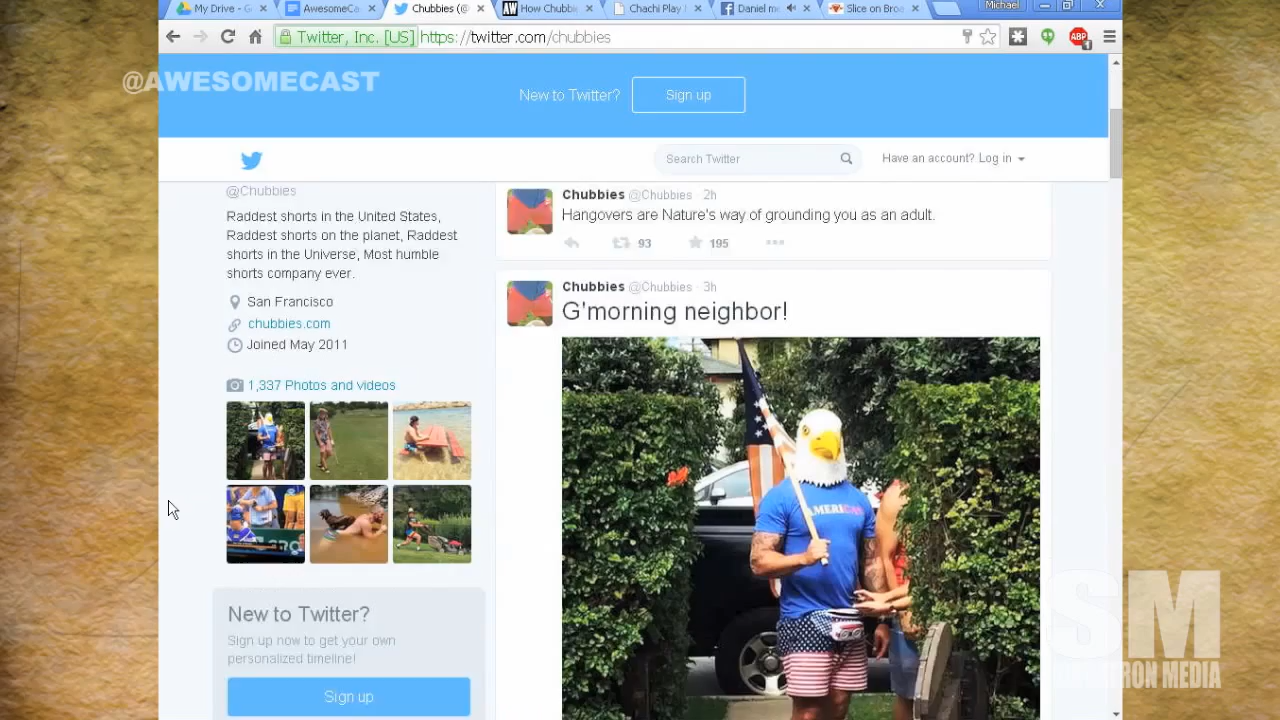 My Drive - G
AwesomeCa
Chubbies (@
How Chubbi
Chachi Play
Daniel m
Slice on Broa
Michael
Twitter, Inc. [US]
https://twitter.com/chubbies
ABP
1
@AWESOMECAST
New to Twitter?
Sign up
Search Twitter
Have an account? Log in
@Chubbies
Raddest shorts in the United States,
Raddest shorts on the planet, Raddest
shorts in the Universe, Most humble
shorts company ever.
San Francisco
chubbies.com
Joined May 2011
1,337 Photos and videos
New to Twitter?
Sign up now to get your own
personalized timeline!
Sign up
Chubbies @Chubbies · 2h
Hangovers are Nature's way of grounding you as an adult.
93
195
Chubbies @Chubbies · 3h
G'morning neighbor!
SM
MEDIA